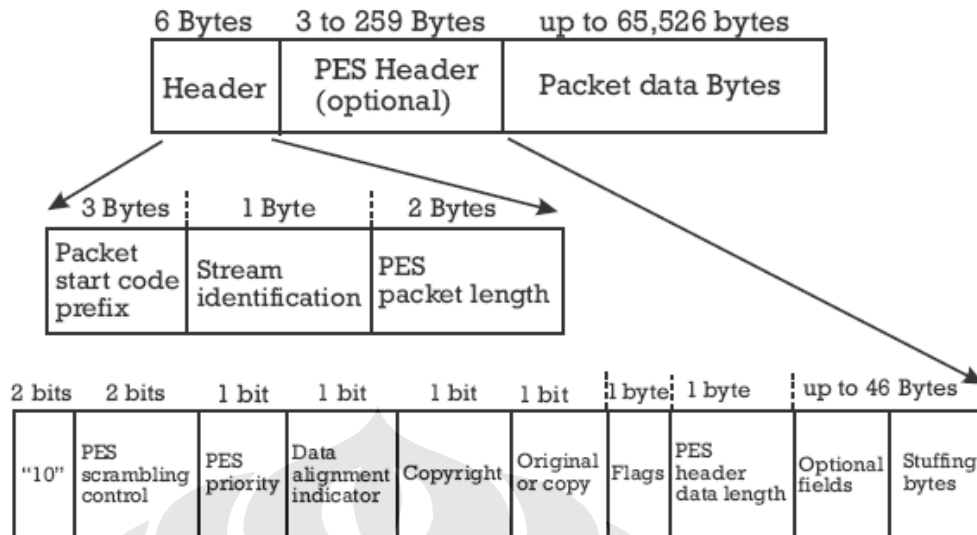 6 Bytes 3 to 259 Bytes up to 65,526 bytes
Header
PES Header
(optional)
Packet data Bytes
3 Bytes 1 Byte 2 Bytes
Packet
start code
prefix
Stream
identification
PES
packet length
2 bits 2 bits 1 bit 1 bit 1 bit 1 bit 1 byte 1 byte up to 46 Bytes
“10”
PES
scrambling
control
PES
priority
Data
alignment
indicator
Copyright
Original
or copy
Flags
PES
header
data length
Optional
fields
Stuffing
bytes